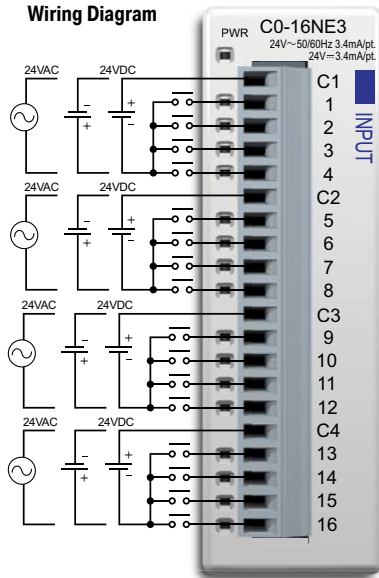 Wiring Diagram
PWR
C0-16NE3
24V~50/60Hz 3.4mA/pt.
24V⎓3.4mA/pt.
INPUT
24VAC
24VDC
C1
1
2
3
4
24VAC
24VDC
C2
5
6
7
8
24VAC
24VDC
C3
9
10
11
12
24VAC
24VDC
C4
13
14
15
16